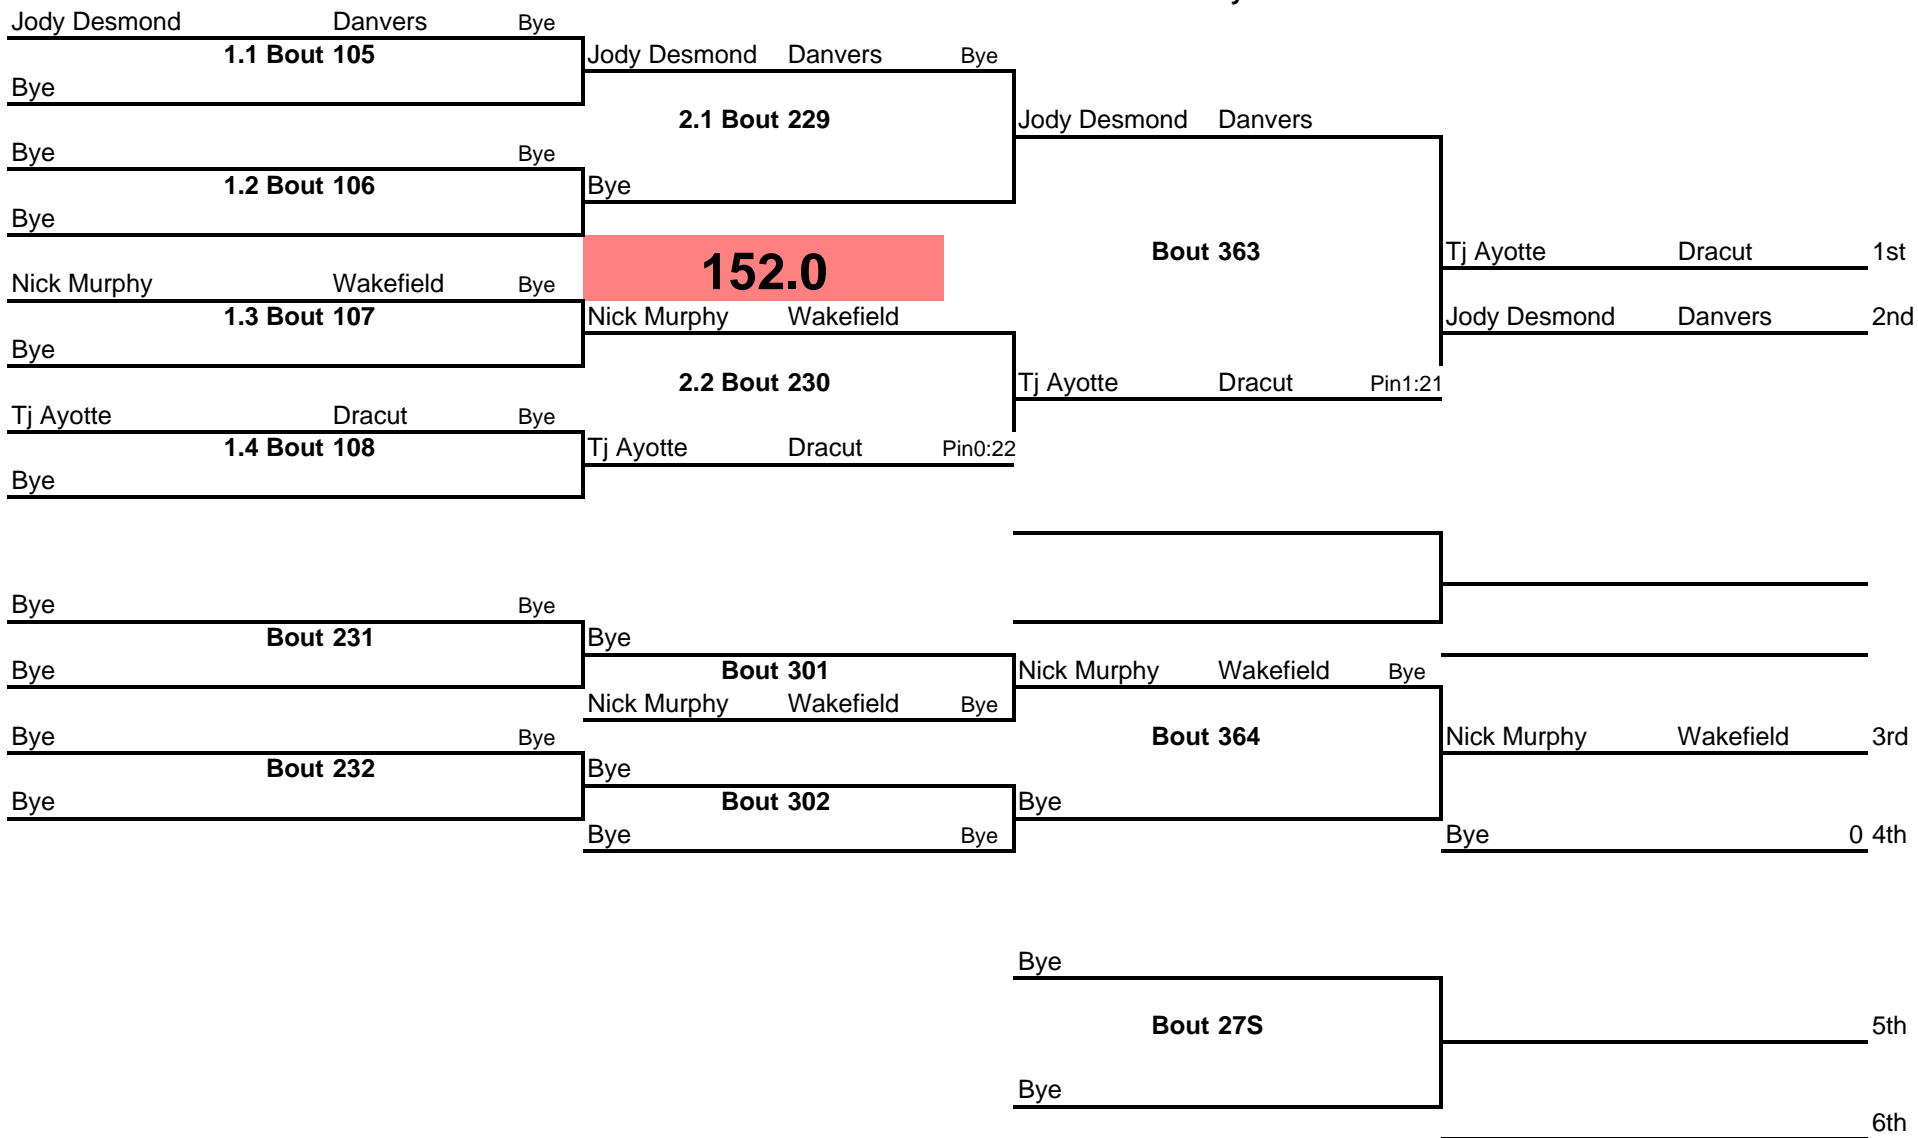 Jody Desmond Danvers Bye
1.1 Bout 105
Jody Desmond Danvers Bye
Bye
2.1 Bout 229
Jody Desmond Danvers
Bye Bye
1.2 Bout 106
Bye
Bye
152.0
Bout 363
Tj Ayotte Dracut 1st
Nick Murphy Wakefield Bye
1.3 Bout 107
Nick Murphy Wakefield
Jody Desmond Danvers 2nd
Bye
2.2 Bout 230
Tj Ayotte Dracut Pin1:21
Tj Ayotte Dracut Bye
1.4 Bout 108
Tj Ayotte Dracut Pin0:22
Bye
Bye Bye
Bout 231
Bye
Bye
Bout 301
Nick Murphy Wakefield Bye
Nick Murphy Wakefield Bye
Bye Bye
Bout 364
Nick Murphy Wakefield 3rd
Bout 232
Bye
Bye
Bout 302
Bye
Bye Bye
Bye 0 4th
Bye
Bout 27S
5th
Bye
6th